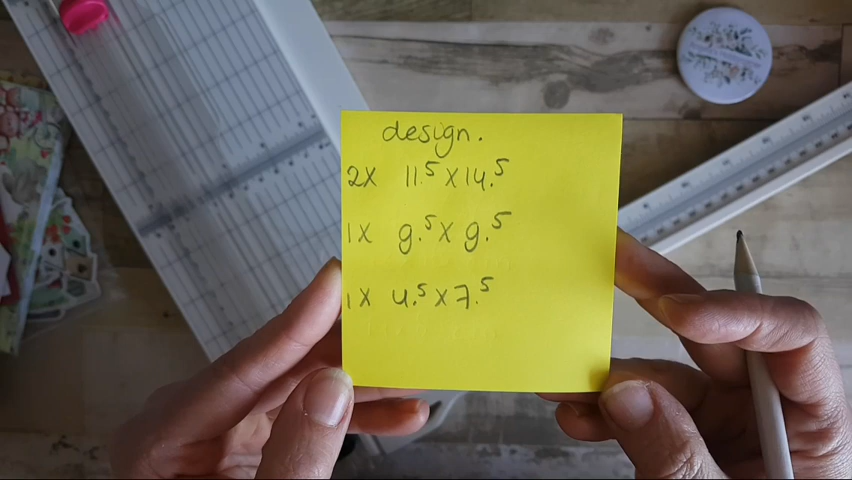 design.
2x 11.5 x 14.5
1x 9.5 x 9.5
1x 4.5 x 7.5